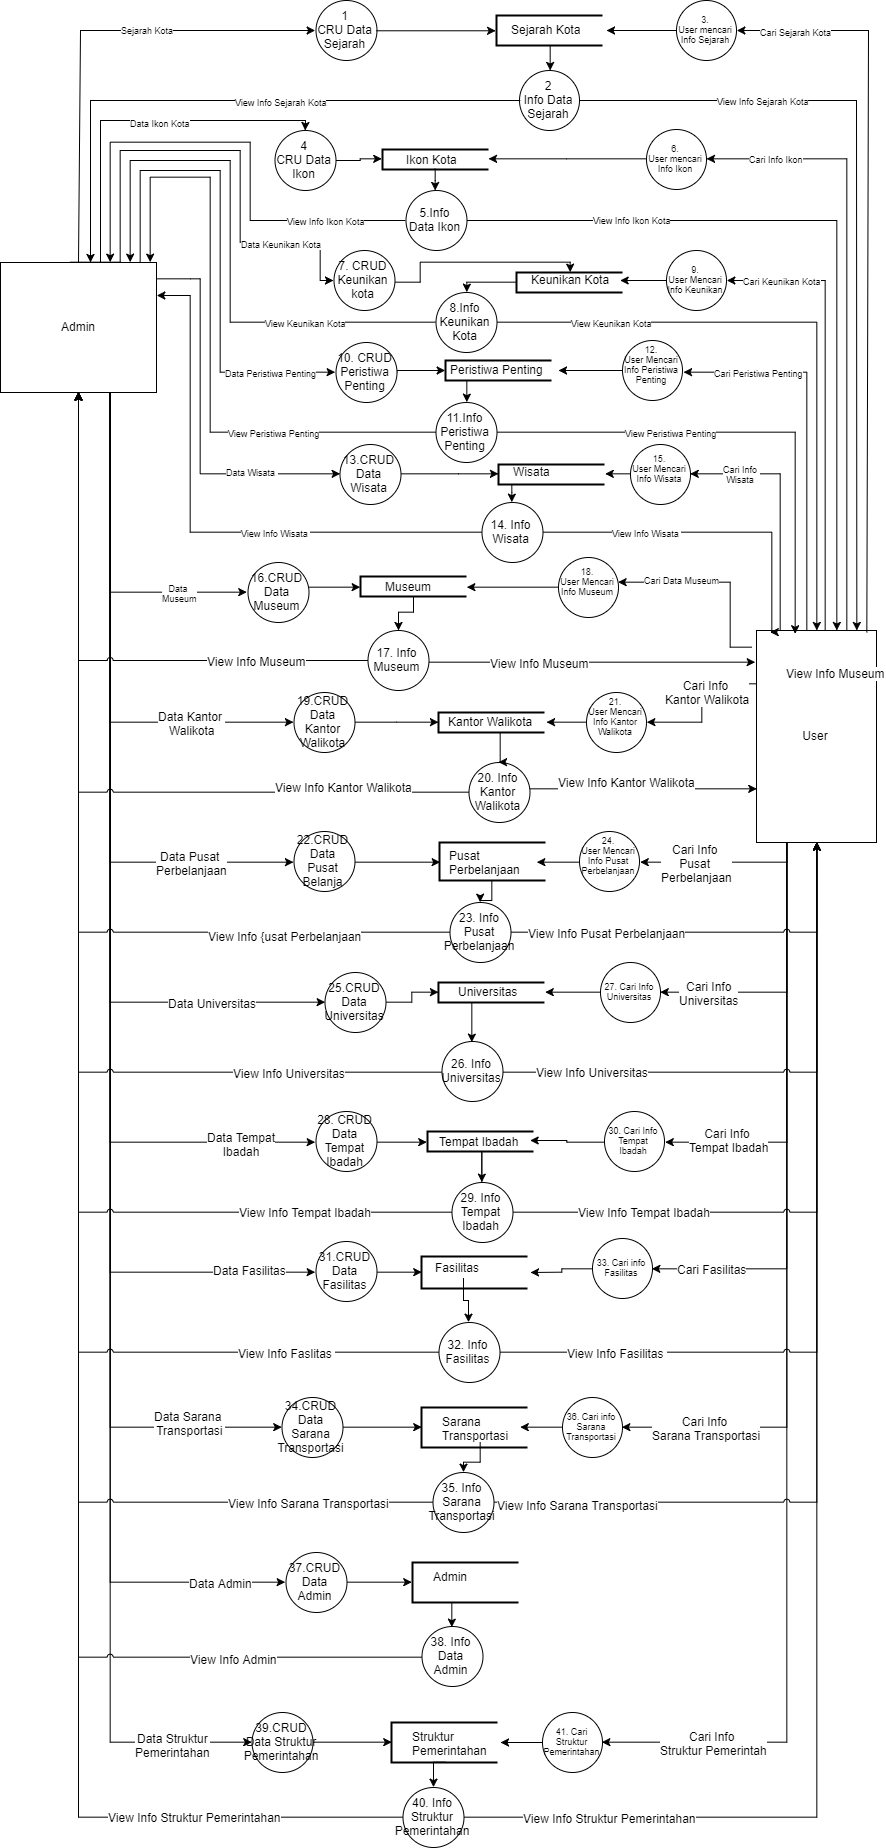 1
CRU Data
Sejarah
Sejarah Kota
Sejarah Kota
3.
User mencari
Info Sejarah
Cari Sejarah Kota
2
Info Data
Sejarah
View Info Sejarah Kota
View Info Sejarah Kota
Data Ikon Kota
4
CRU Data
Ikon
Ikon Kota
6.
User mencari
Info Ikon
Cari Info Ikon
5.Info
Data Ikon
View Info Ikon Kota
View Info Ikon Kota
Data Keunikan Kota
7. CRUD
Keunikan
kota
Keunikan Kota
9.
User Mencari
Info Keunikan
Cari Keunikan Kota
8.Info
Keunikan
Kota
View Keunikan Kota
View Keunikan Kota
Admin
10. CRUD
Peristiwa
Penting
Data Peristiwa Penting
Peristiwa Penting
12.
User Mencari
Info Peristiwa
Penting
Cari Peristiwa Penting
11.Info
Peristiwa
Penting
View Peristiwa Penting
View Peristiwa Penting
13.CRUD
Data
Wisata
Data Wisata
Wisata
15.
User Mencari
Info Wisata
Cari Info
Wisata
14. Info
Wisata
View Info Wisata
View Info Wisata
16.CRUD
Data
Museum
Data
Museum
Museum
18.
User Mencari
Info Museum
Cari Data Museum
17. Info
Museum
View Info Museum
View Info Museum
View Info Museum
User
19.CRUD
Data
Kantor
Walikota
Data Kantor
Walikota
Kantor Walikota
21.
User Mencari
Info Kantor
Walikota
Cari Info
Kantor Walikota
20. Info
Kantor
Walikota
View Info Kantor Walikota
View Info Kantor Walikota
22.CRUD
Data
Pusat
Belanja
Data Pusat
Perbelanjaan
Pusat
Perbelanjaan
24.
User Mencari
Info Pusat
Perbelanjaan
Cari Info
Pusat
Perbelanjaan
23. Info
Pusat
Perbelanjaan
View Info {usat Perbelanjaan
View Info Pusat Perbelanjaan
25.CRUD
Data
Universitas
Data Universitas
Universitas
27. Cari Info
Universitas
Cari Info
Universitas
26. Info
Universitas
View Info Universitas
View Info Universitas
28. CRUD
Data
Tempat
Ibadah
Data Tempat
Ibadah
Tempat Ibadah
30. Cari Info
Tempat
Ibadah
Cari Info
Tempat Ibadah
29. Info
Tempat
Ibadah
View Info Tempat Ibadah
View Info Tempat Ibadah
31.CRUD
Data
Fasilitas
Data Fasilitas
Fasilitas
33. Cari info
Fasilitas
Cari Fasilitas
32. Info
Fasilitas
View Info Faslitas
View Info Fasilitas
34.CRUD
Data
Sarana
Transportasi
Data Sarana
Transportasi
Sarana
Transportasi
36. Cari info
Sarana
Transportasi
Cari Info
Sarana Transportasi
35. Info
Sarana
Transportasi
View Info Sarana Transportasi
View Info Sarana Transportasi
37.CRUD
Data
Admin
Data Admin
Admin
38. Info
Data
Admin
View Info Admin
39.CRUD
Data Struktur
Pemerintahan
Data Struktur
Pemerintahan
Struktur
Pemerintahan
41. Cari
Struktur
Pemerintahan
Cari Info
Struktur Pemerintah
40. Info
Struktur
Pemerintahan
View Info Struktur Pemerintahan
View Info Struktur Pemerintahan